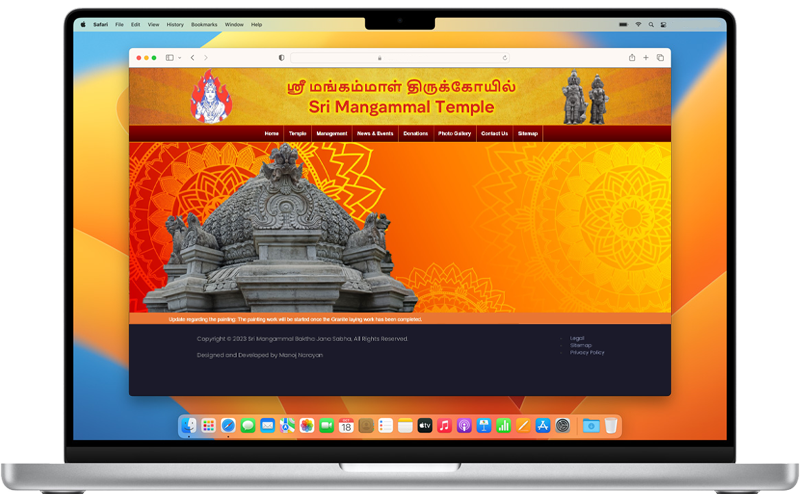 Safari File Edit View History Bookmarks Window Help
ஸ்ரீ மங்கம்மாள் திருக்கோயில்
Sri Mangammal Temple
Home Temple Management News & Events Donations Photo Gallery Contact Us Sitemap
Update regarding the painting: The painting work will be started once the Granite laying work has been completed.
Copyright © 2023 Sri Mangammal Baktha Jana Sabha, All Rights Reserved.
Designed and Developed by Manoj Narayan
Legal
Sitemap
Privacy Policy
tv
18